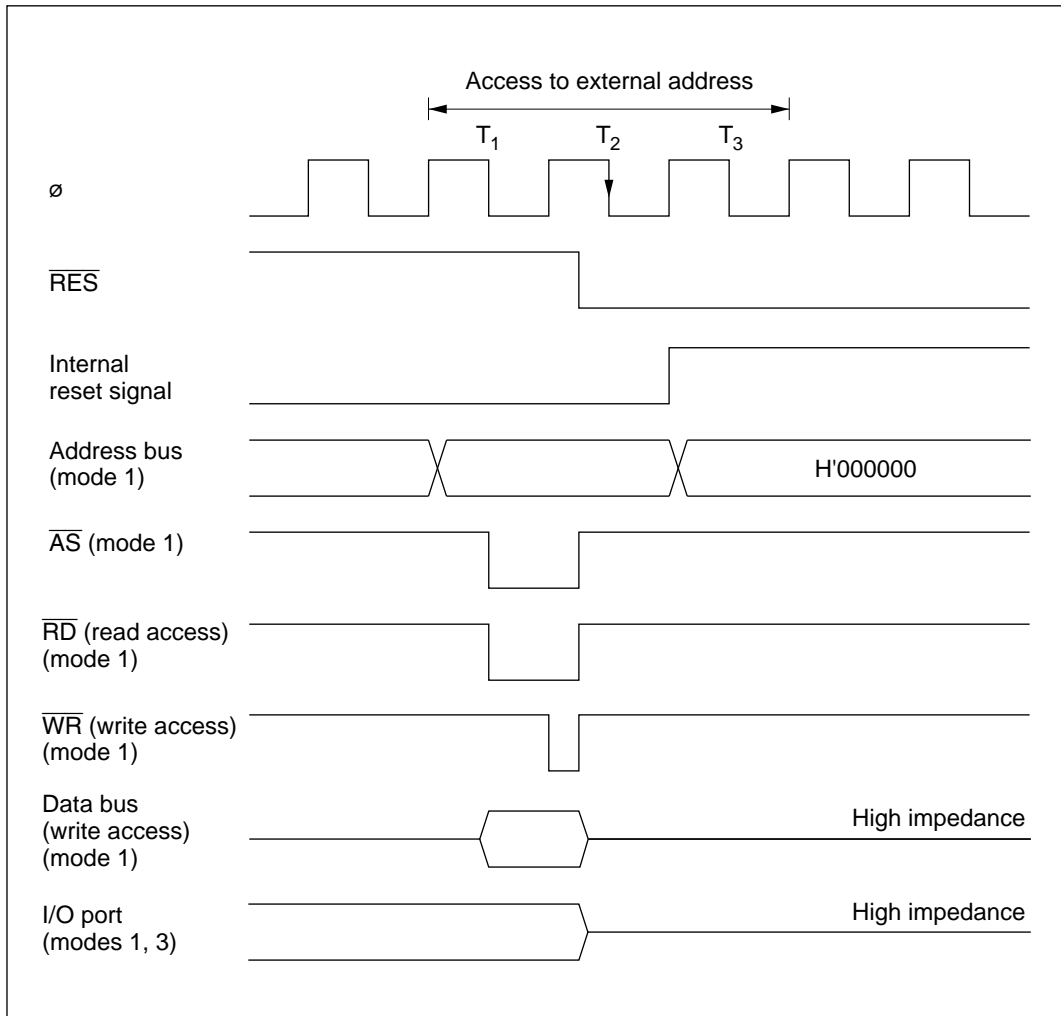 Access to external address
T1 T2 T3
ø
RES
Internal
reset signal
Address bus
(mode 1)
H'000000
AS (mode 1)
RD (read access)
(mode 1)
WR (write access)
(mode 1)
Data bus
(write access)
(mode 1)
High impedance
I/O port
(modes 1, 3)
High impedance